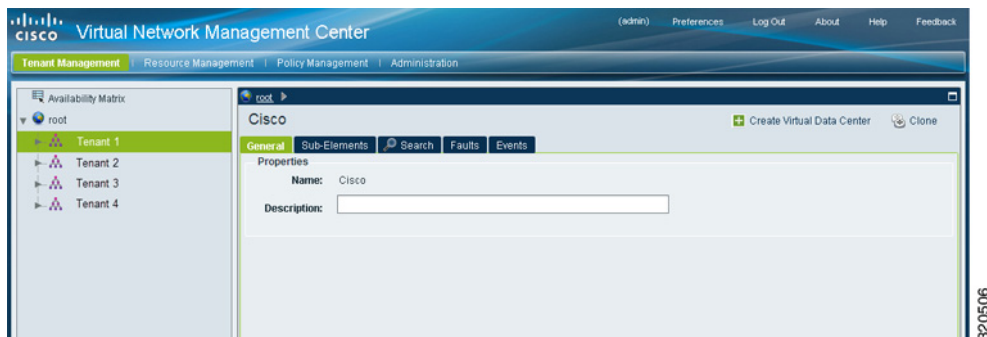 (admin) Preferences Log Out About Help Feedback
CISCO Virtual Network Management Center
Tenant Management | Resource Management | Policy Management | Administration
Availability Matrix
root
Tenant 1
Tenant 2
Tenant 3
Tenant 4
root
Cisco
Create Virtual Data Center Clone
General Sub-Elements Search Faults Events
Properties
Name: Cisco
Description:
320506